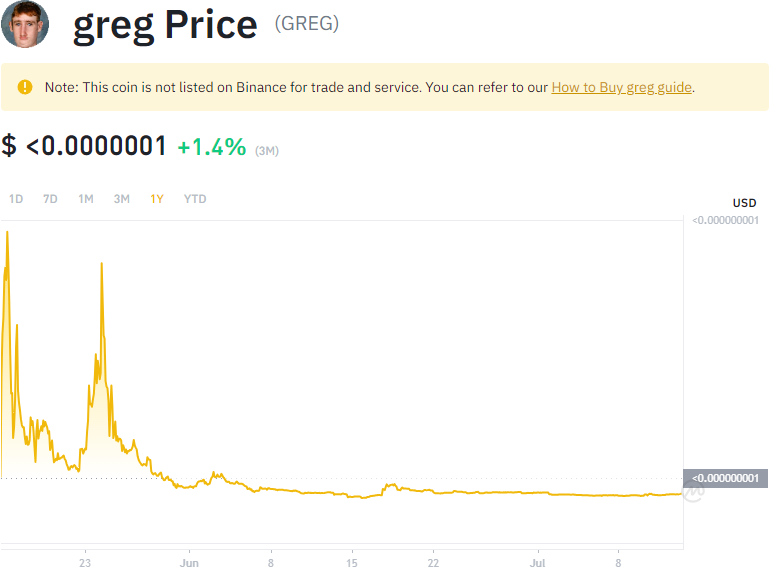 greg Price (GREG)
Note: This coin is not listed on Binance for trade and service. You can refer to our How to Buy greg guide.
$ <0.0000001 +1.4% (3M)
1D 7D 1M 3M 1Y YTD
USD
<0.000000001
<0.000000001
23 Jun 8 15 22 Jul 8